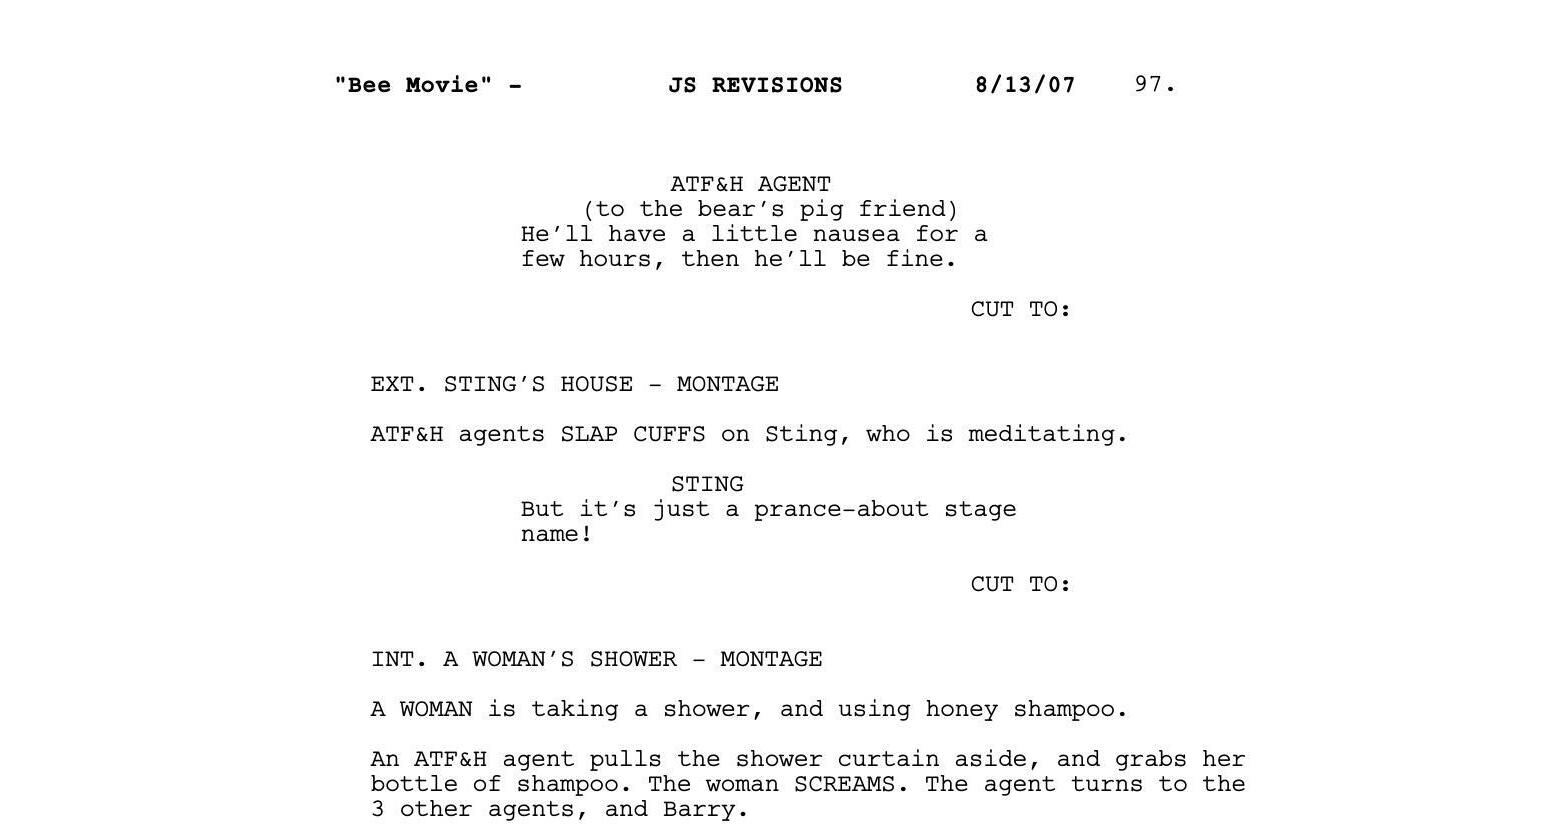 "Bee Movie" - JS REVISIONS 8/13/07 97.
ATF&H AGENT
(to the bear's pig friend)
He'll have a little nausea for a
few hours, then he'll be fine.
CUT TO:
EXT. STING'S HOUSE - MONTAGE
ATF&H agents SLAP CUFFS on Sting, who is meditating.
STING
But it's just a prance-about stage
name!
CUT TO:
INT. A WOMAN'S SHOWER - MONTAGE
A WOMAN is taking a shower, and using honey shampoo.
An ATF&H agent pulls the shower curtain aside, and grabs her
bottle of shampoo. The woman SCREAMS. The agent turns to the
3 other agents, and Barry.